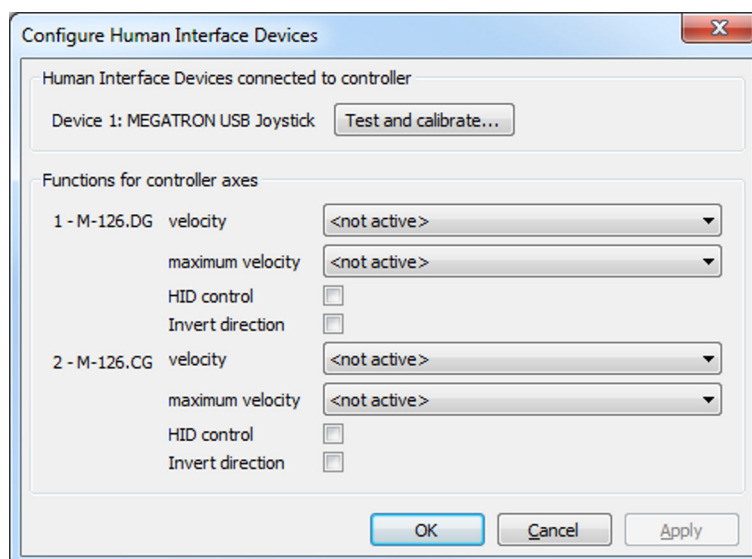 Configure Human Interface Devices
Human Interface Devices connected to controller
Device 1: MEGATRON USB Joystick Test and calibrate...
Functions for controller axes
1 - M-126.DG velocity <not active>
maximum velocity <not active>
HID control
Invert direction
2 - M-126.CG velocity <not active>
maximum velocity <not active>
HID control
Invert direction
OK Cancel Apply